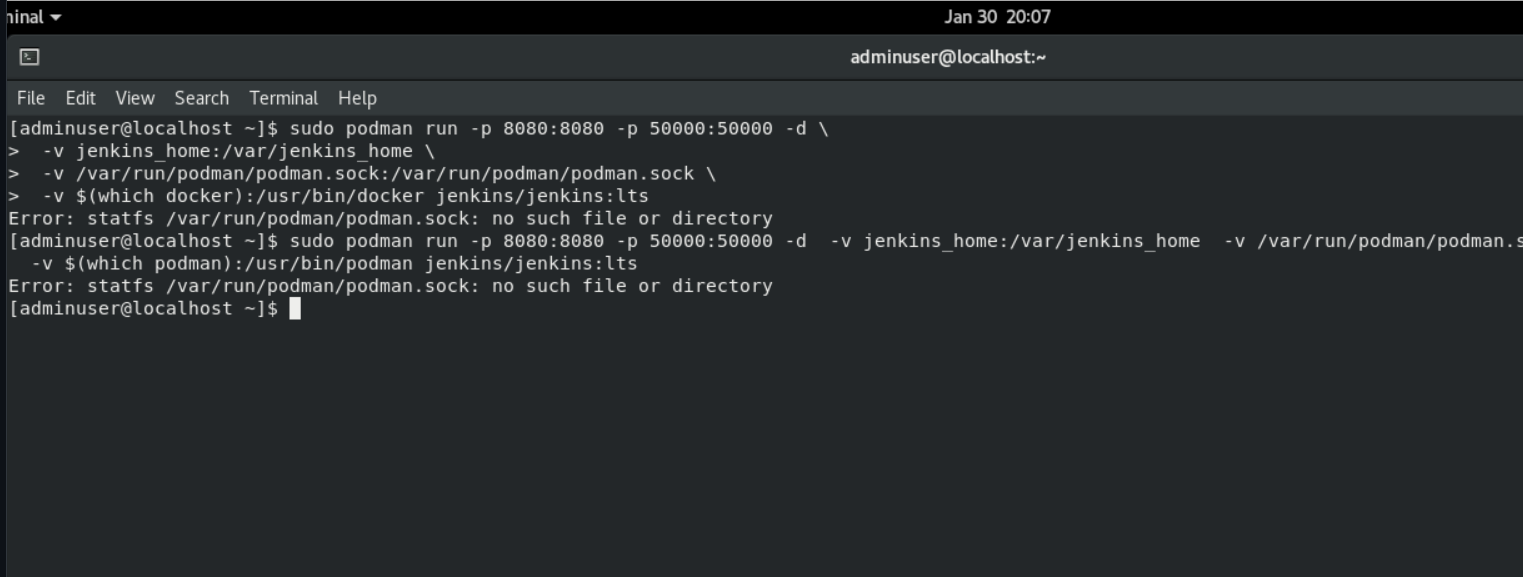 Jan 30 20:07
adminuser@localhost:~
File Edit View Search Terminal Help
[adminuser@localhost ~]$ sudo podman run -p 8080:8080 -p 50000:50000 -d \
>  -v jenkins_home:/var/jenkins_home \
>  -v /var/run/podman/podman.sock:/var/run/podman/podman.sock \
>  -v $(which docker):/usr/bin/docker jenkins/jenkins:lts
Error: statfs /var/run/podman/podman.sock: no such file or directory
[adminuser@localhost ~]$ sudo podman run -p 8080:8080 -p 50000:50000 -d  -v jenkins_home:/var/jenkins_home  -v /var/run/podman/podman.s
  -v $(which podman):/usr/bin/podman jenkins/jenkins:lts
Error: statfs /var/run/podman/podman.sock: no such file or directory
[adminuser@localhost ~]$